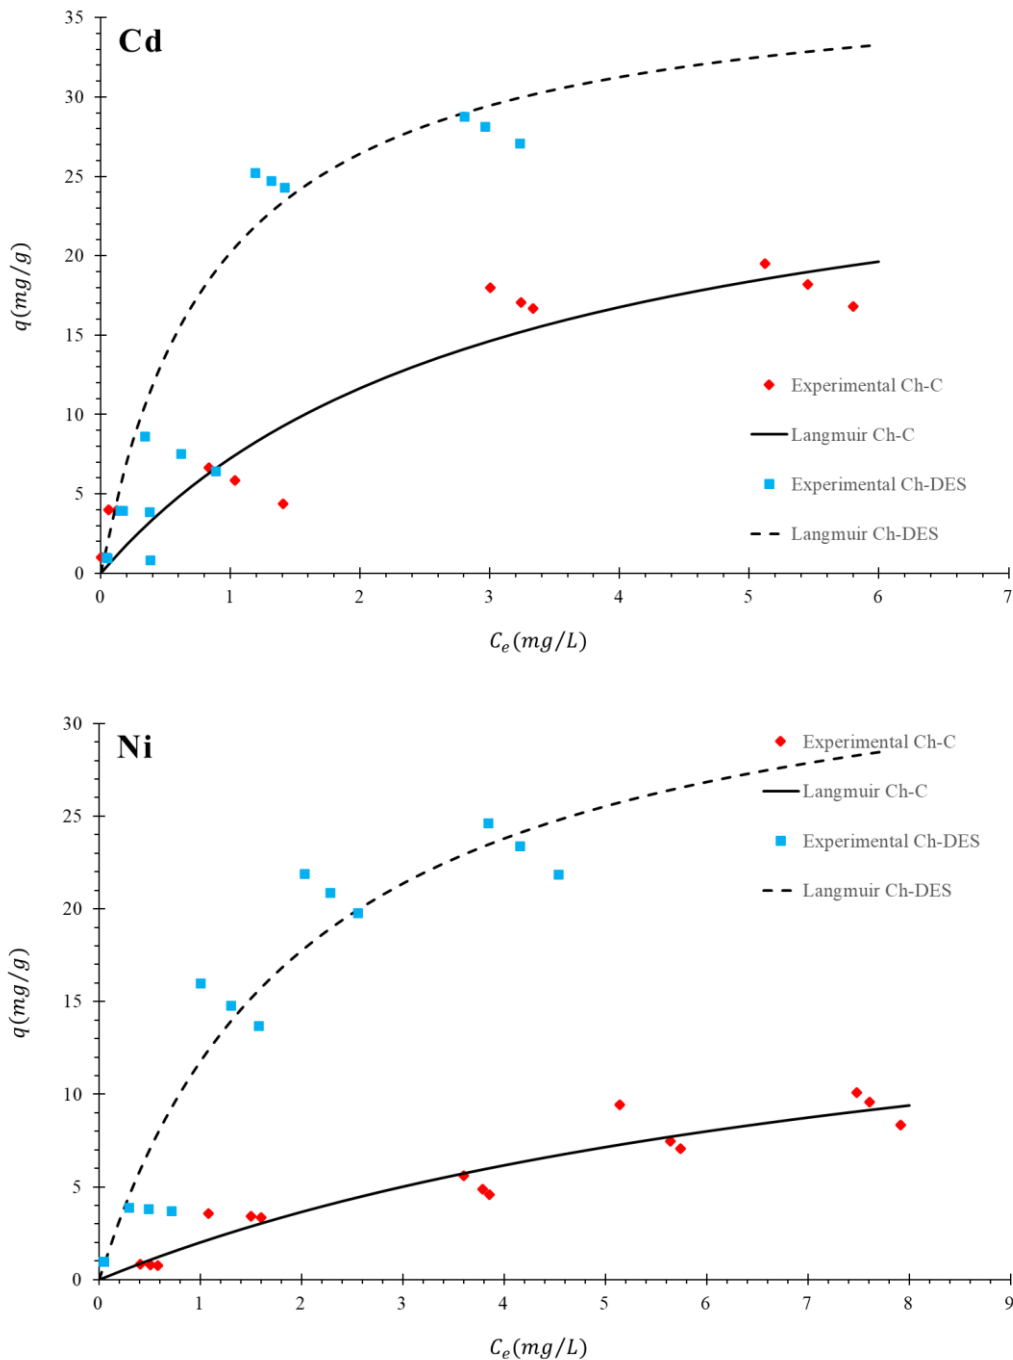 Cd
35
30
25
20
15
10
5
0
q(mg/g)
0 1 2 3 4 5 6 7
C_e(mg/L)
Experimental Ch-C
Langmuir Ch-C
Experimental Ch-DES
Langmuir Ch-DES
Ni
30
25
20
15
10
5
0
q(mg/g)
0 1 2 3 4 5 6 7 8 9
C_e(mg/L)
Experimental Ch-C
Langmuir Ch-C
Experimental Ch-DES
Langmuir Ch-DES